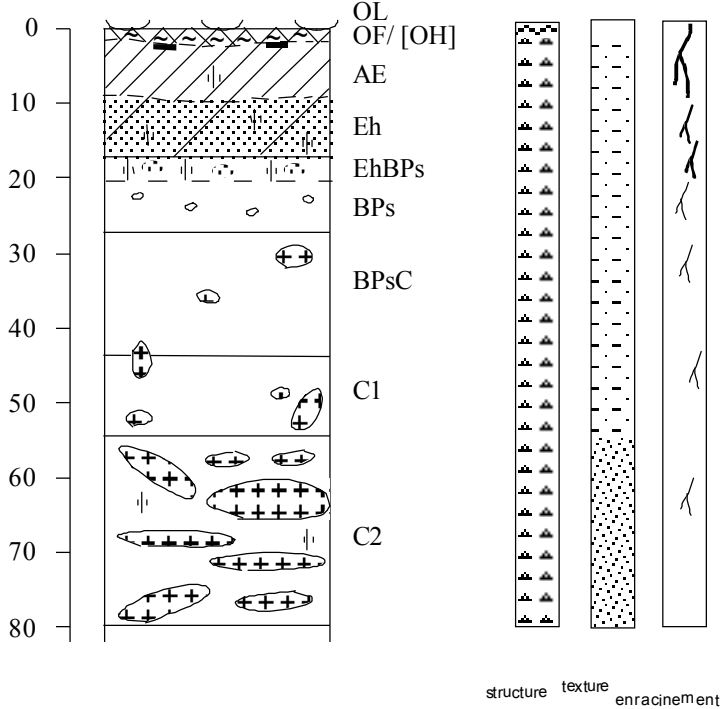 OL
0
OF/ [OH]
AE
10
Eh
EhBPs
20
BPs
30
BPsC
40
C1
50
60
C2
70
80
structure texture enracinement